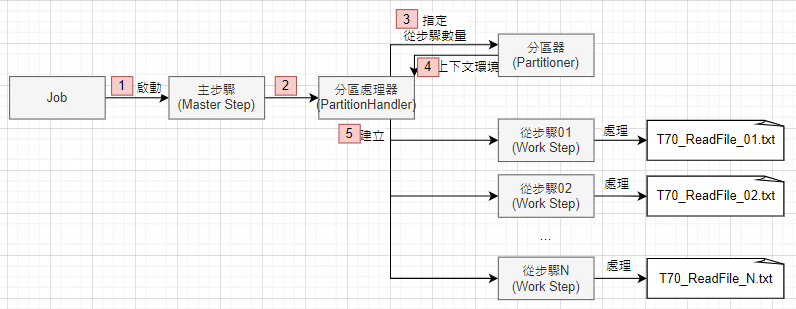 Job
1
啟動
主步驟
(Master Step)
2
分區處理器
(PartitionHandler)
3
指定
從步驟數量
4
上下文環境
分區器
(Partitioner)
5
建立
從步驟01
(Work Step)
處理
T70_ReadFile_01.txt
從步驟02
(Work Step)
處理
T70_ReadFile_02.txt
...
從步驟N
(Work Step)
處理
T70_ReadFile_N.txt